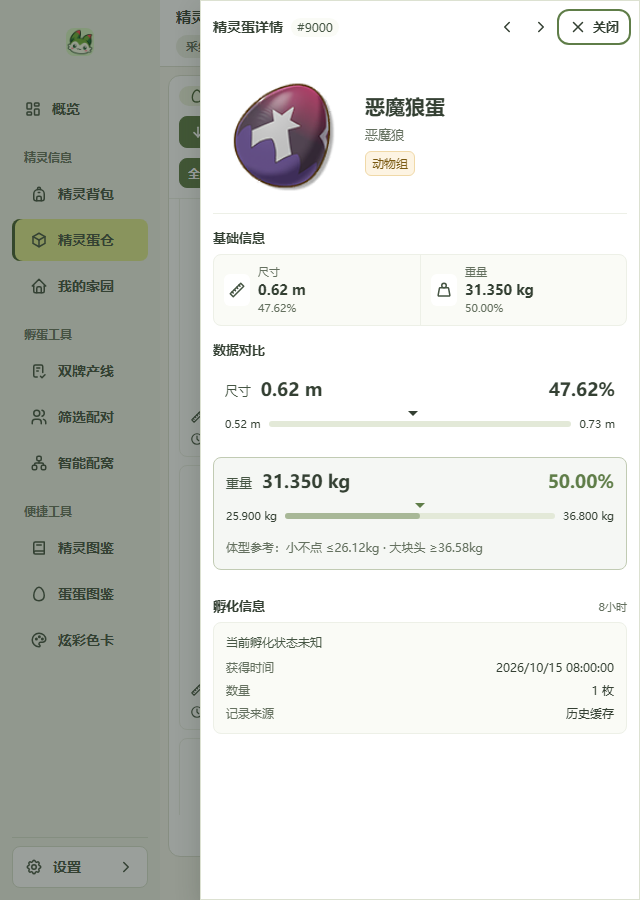 概览
精灵信息
精灵背包
精灵蛋仓
我的家园
孵蛋工具
双牌产线
筛选配对
智能配窝
便捷工具
精灵图鉴
蛋蛋图鉴
炫彩色卡
设置
精灵蛋详情 #9000
关闭
恶魔狼蛋
恶魔狼
动物组
基础信息
尺寸
0.62 m
47.62%
重量
31.350 kg
50.00%
数据对比
尺寸 0.62 m 47.62%
0.52 m 0.73 m
重量 31.350 kg 50.00%
25.900 kg 36.800 kg
体型参考：小不点 ≤26.12kg · 大块头 ≥36.58kg
孵化信息 8小时
当前孵化状态未知
获得时间 2026/10/15 08:00:00
数量 1 枚
记录来源 历史缓存